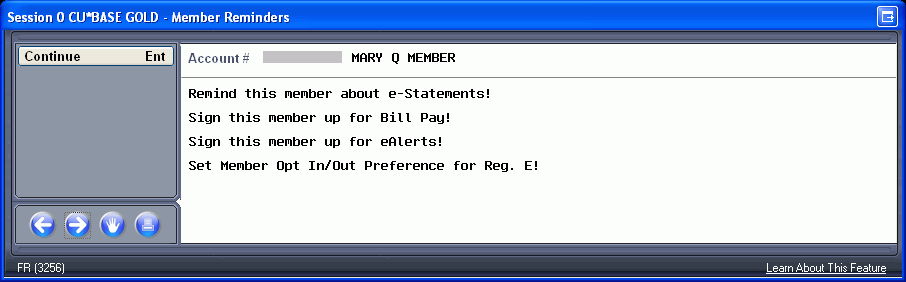 Session 0 CU*BASE GOLD - Member Reminders
Continue Ent
Account # MARY Q MEMBER
Remind this member about e-Statements!
Sign this member up for Bill Pay!
Sign this member up for eAlerts!
Set Member Opt In/Out Preference for Reg. E!
FR (3256) Learn About This Feature